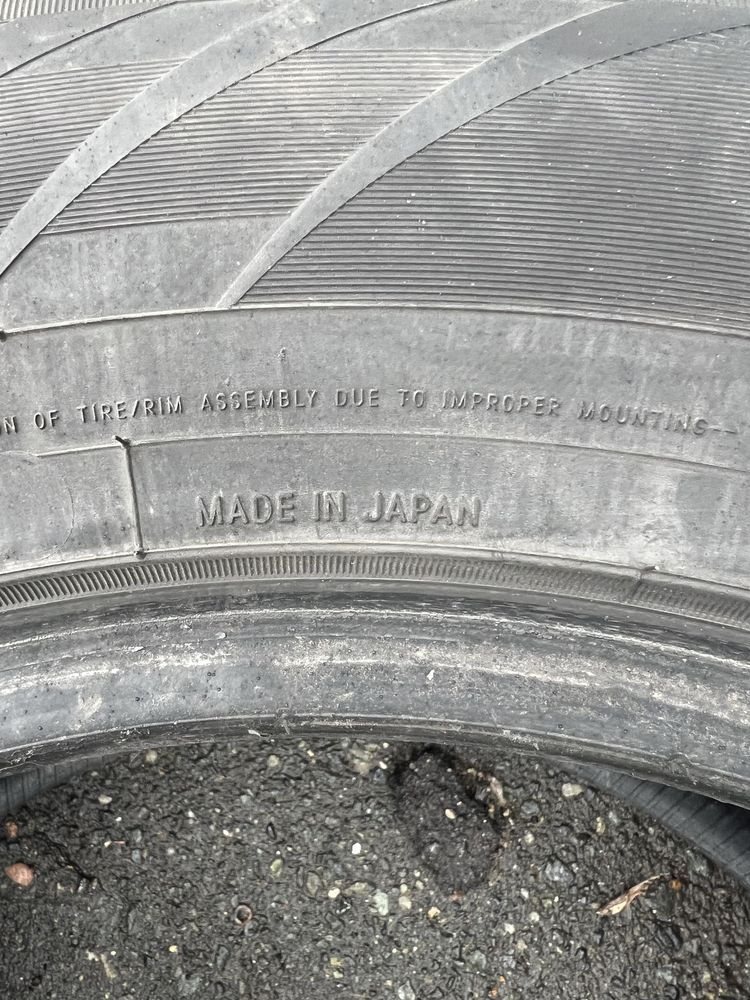 N OF TIRE/RIM ASSEMBLY DUE TO IMPROPER MOUNTING--
MADE IN JAPAN